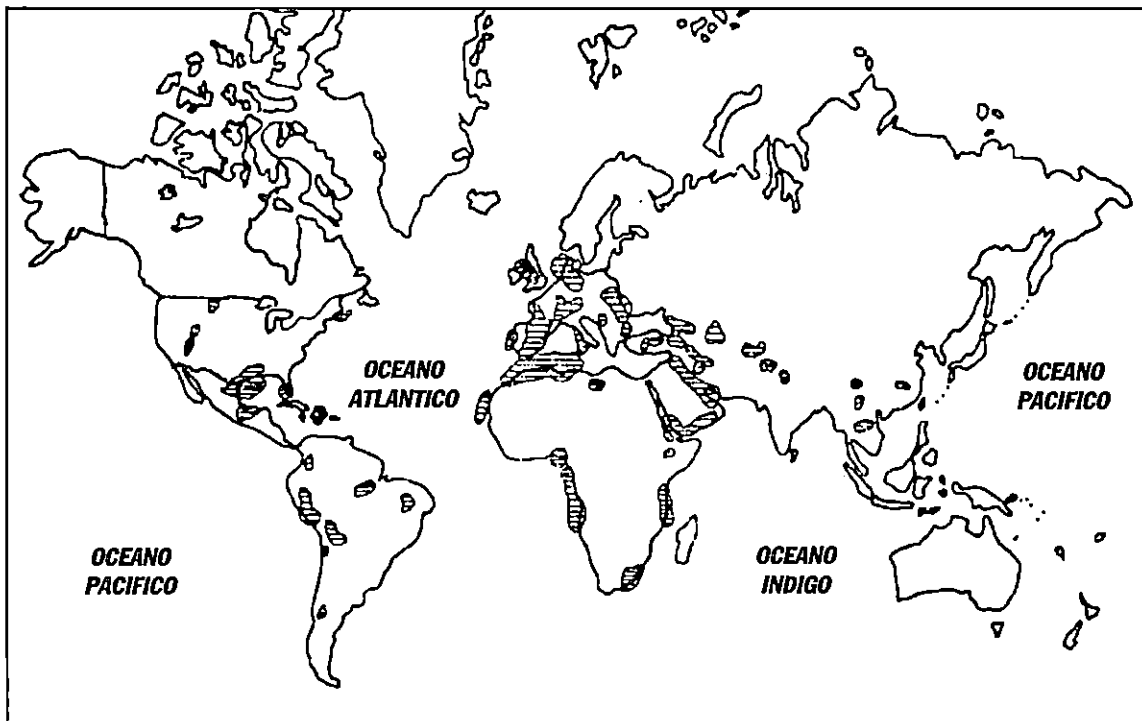 OCEANO
ATLANTICO
OCEANO
PACIFICO
OCEANO
PACIFICO
OCEANO
INDIGO